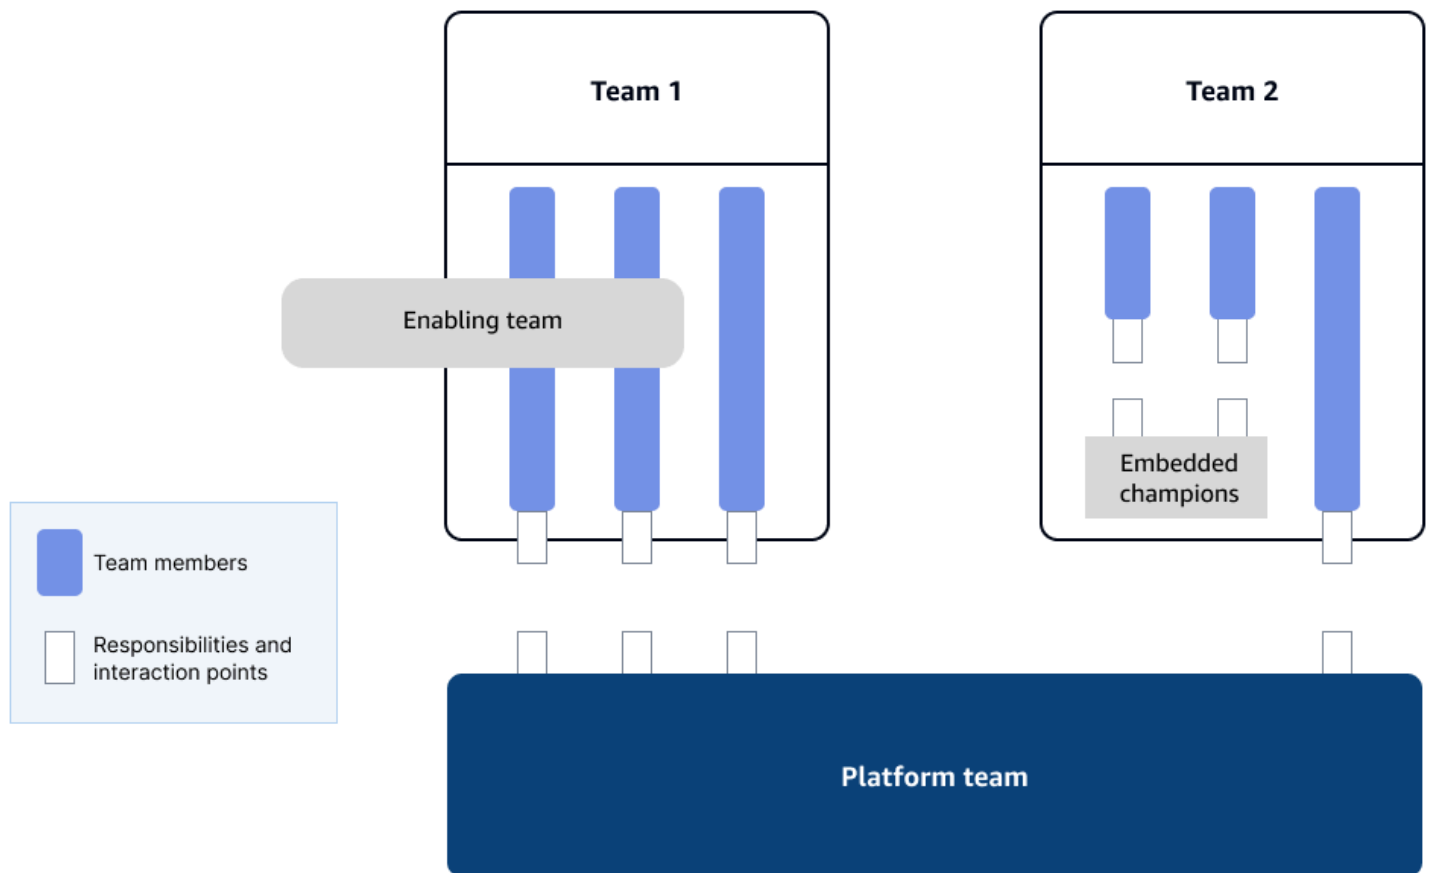 Team 1
Team 2
Enabling team
Embedded
champions
Team members
Responsibilities and
interaction points
Platform team